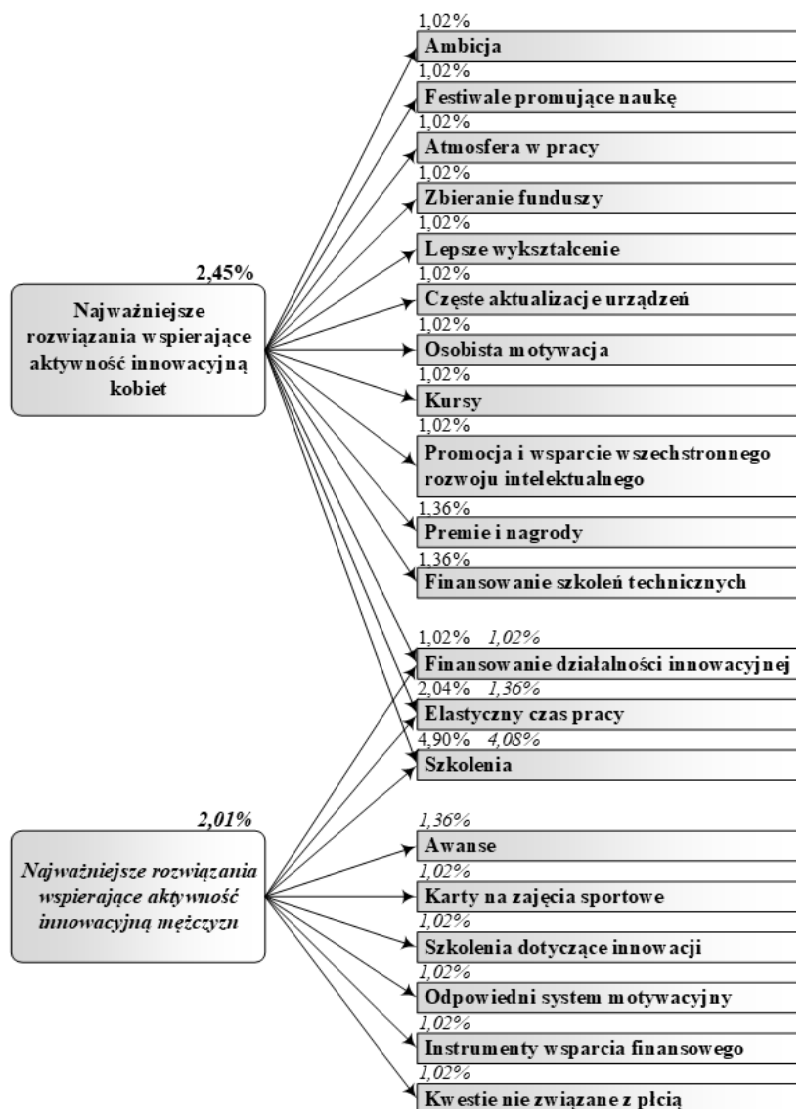 1,02%
Ambicja
1,02%
Festiwale promujące naukę
1,02%
Atmosfera w pracy
1,02%
Zbieranie funduszy
1,02%
Lepsze wykształcenie
1,02%
Częste aktualizacje urządzeń
1,02%
Osobista motywacja
1,02%
Kursy
1,02%
Promocja i wsparcie wszechstronnego
rozwoju intelektualnego
1,36%
Premie i nagrody
1,36%
Finansowanie szkoleń technicznych
2,45%
Najważniejsze
rozwiązania wspierające
aktywność innowacyjną
kobiet
1,02% 1,02%
Finansowanie działalności innowacyjnej
2,04% 1,36%
Elastyczny czas pracy
4,90% 4,08%
Szkolenia
2,01%
Najważniejsze rozwiązania
wspierające aktywność
innowacyjną mężczyzn
1,36%
Awanse
1,02%
Karty na zajęcia sportowe
1,02%
Szkolenia dotyczące innowacji
1,02%
Odpowiedni system motywacyjny
1,02%
Instrumenty wsparcia finansowego
1,02%
Kwestie nie związane z płcią